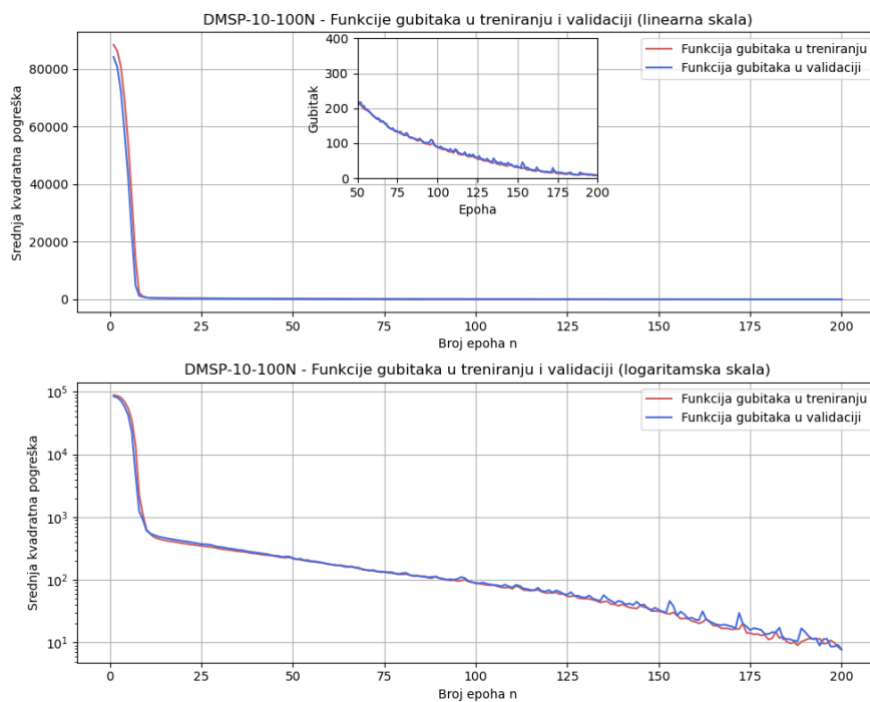 DMSP-10-100N - Funkcije gubitaka u treniranju i validaciji (linearna skala)
Srednja kvadratna pogreška
80000
60000
40000
20000
0
Gubitak
400
300
200
100
0
50 75 100 125 150 175 200
Epoha
Funkcija gubitaka u treniranju
Funkcija gubitaka u validaciji
0 25 50 75 100 125 150 175 200
Broj epoha n
DMSP-10-100N - Funkcije gubitaka u treniranju i validaciji (logaritamska skala)
Srednja kvadratna pogreška
10⁵
10⁴
10³
10²
10¹
Funkcija gubitaka u treniranju
Funkcija gubitaka u validaciji
0 25 50 75 100 125 150 175 200
Broj epoha n